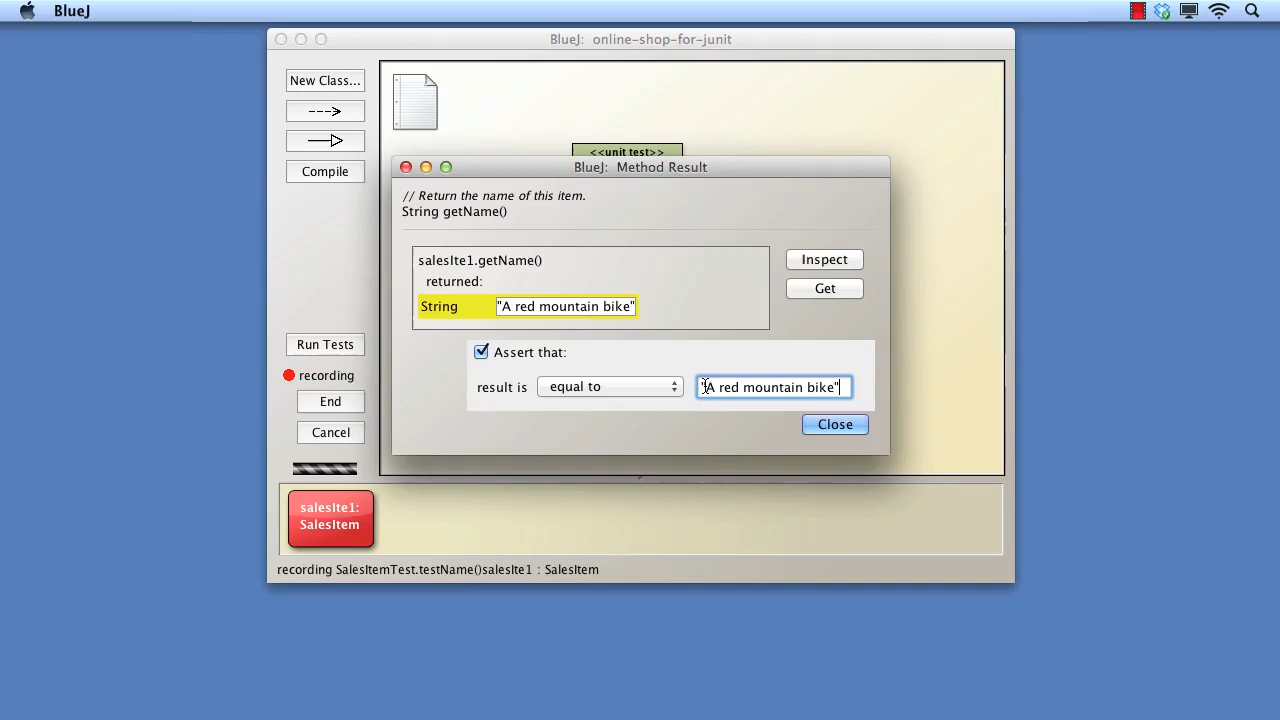 BlueJ
BlueJ: online-shop-for-junit
New Class...
Compile
<<unit test>>
BlueJ: Method Result
// Return the name of this item.
String getName()
salesIte1.getName()
returned:
String "A red mountain bike"
Inspect
Get
Assert that:
result is equal to "A red mountain bike"
Close
Run Tests
recording
End
Cancel
salesIte1:
SalesItem
recording SalesItemTest.testName()salesIte1 : SalesItem